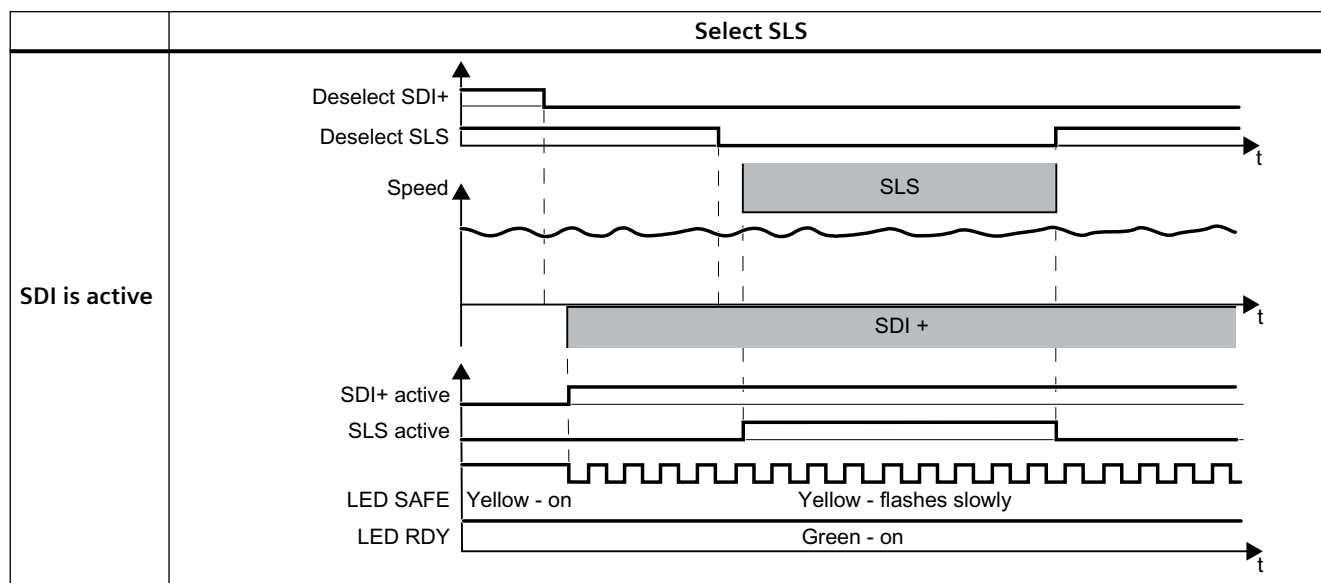 Select SLS
SDI is active
Deselect SDI+
Deselect SLS
t
Speed
SLS
t
SDI +
SDI+ active
SLS active
LED SAFE
Yellow - on
Yellow - flashes slowly
LED RDY
Green - on
t